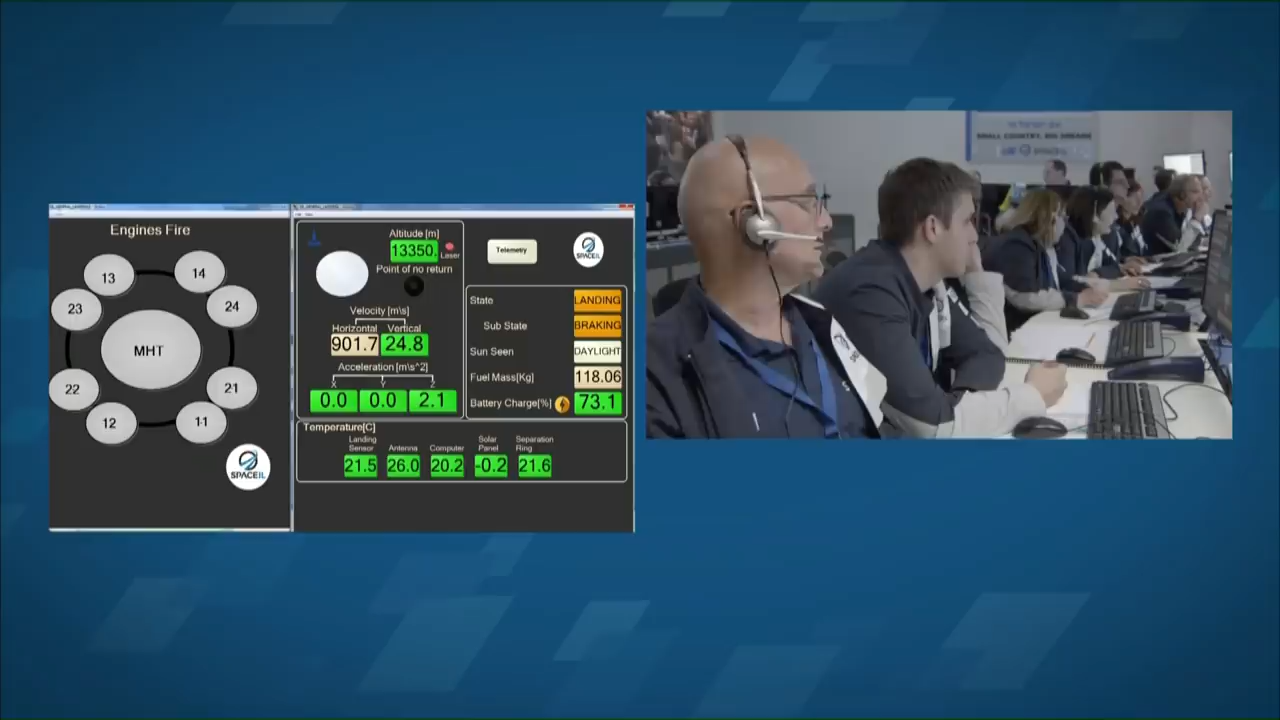 Engines Fire
13
14
23
24
MHT
22
21
12
11
SPACEIL
Altitude [m]
13350.
Laser
Point of no return
Velocity [m/s]
Horizontal Vertical
901.7 24.8
Acceleration [m/s^2]
X Y Z
0.0 0.0 2.1
Telemetry
SPACEIL
State LANDING
Sub State BRAKING
Sun Seen DAYLIGHT
Fuel Mass[Kg] 118.06
Battery Charge[%] 73.1
Temperature[C]
Landing Sensor Antenna Computer Solar Panel Separation Ring
21.5 26.0 20.2 -0.2 21.6
SMALL COUNTRY, BIG DREAMS
SPACEIL